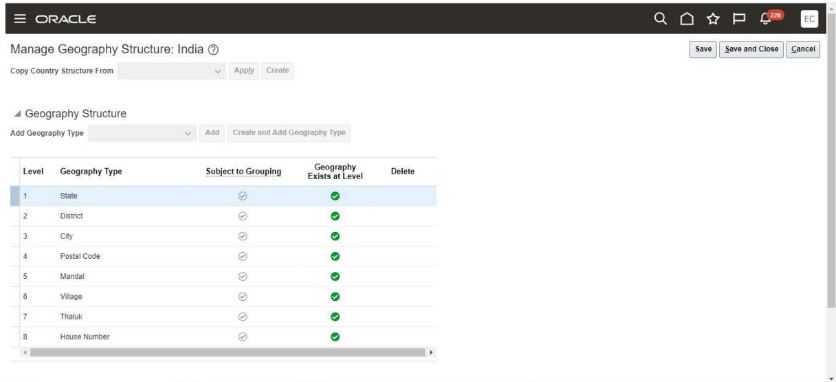 ORACLE
228
EC
Manage Geography Structure: India
Save Save and Close Cancel
Copy Country Structure From Apply Create
Geography Structure
Add Geography Type Add Create and Add Geography Type
Level Geography Type Subject to Grouping Geography Exists at Level Delete
1 State
2 District
3 City
4 Postal Code
5 Mandal
6 Village
7 Thaluk
8 House Number